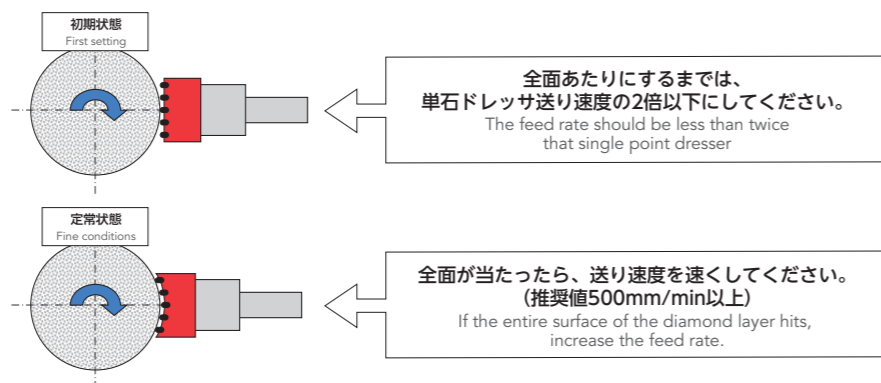 初期状態
First setting
全面あたりにするまでは、
単石ドレッサ送り速度の2倍以下にしてください。
The feed rate should be less than twice
that single point dresser
定常状態
Fine conditions
全面が当たったら、送り速度を速くしてください。
（推奨値500mm/min以上）
If the entire surface of the diamond layer hits,
increase the feed rate.